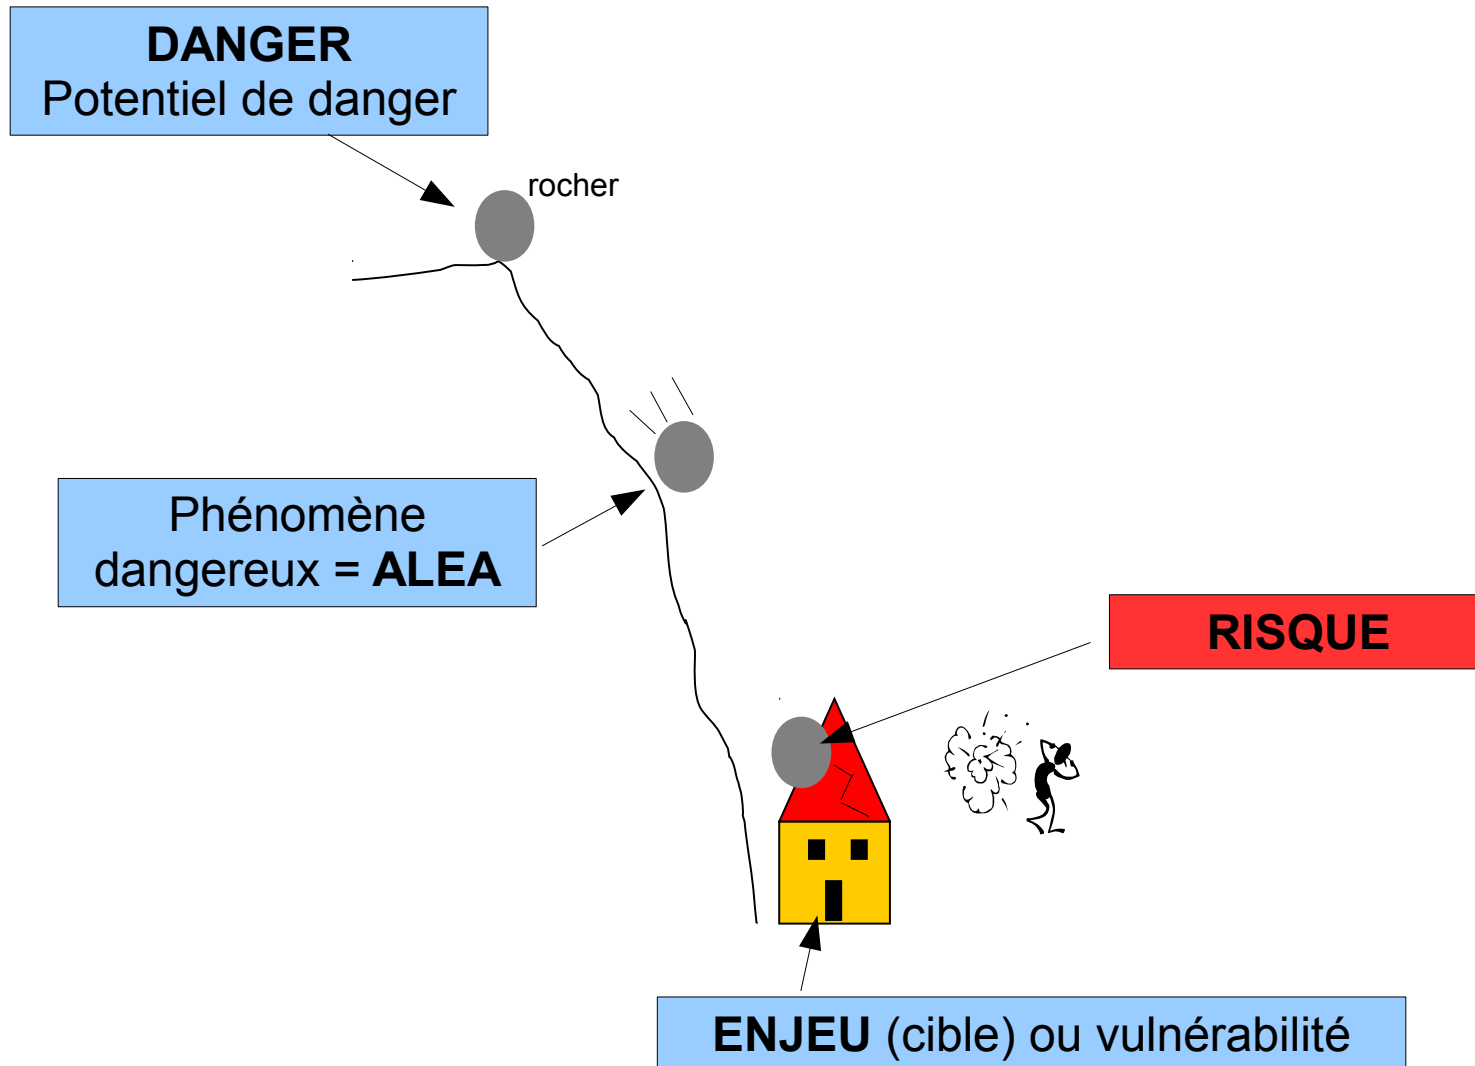 DANGER
Potentiel de danger
rocher
Phénomène
dangereux = ALEA
RISQUE
ENJEU (cible) ou vulnérabilité